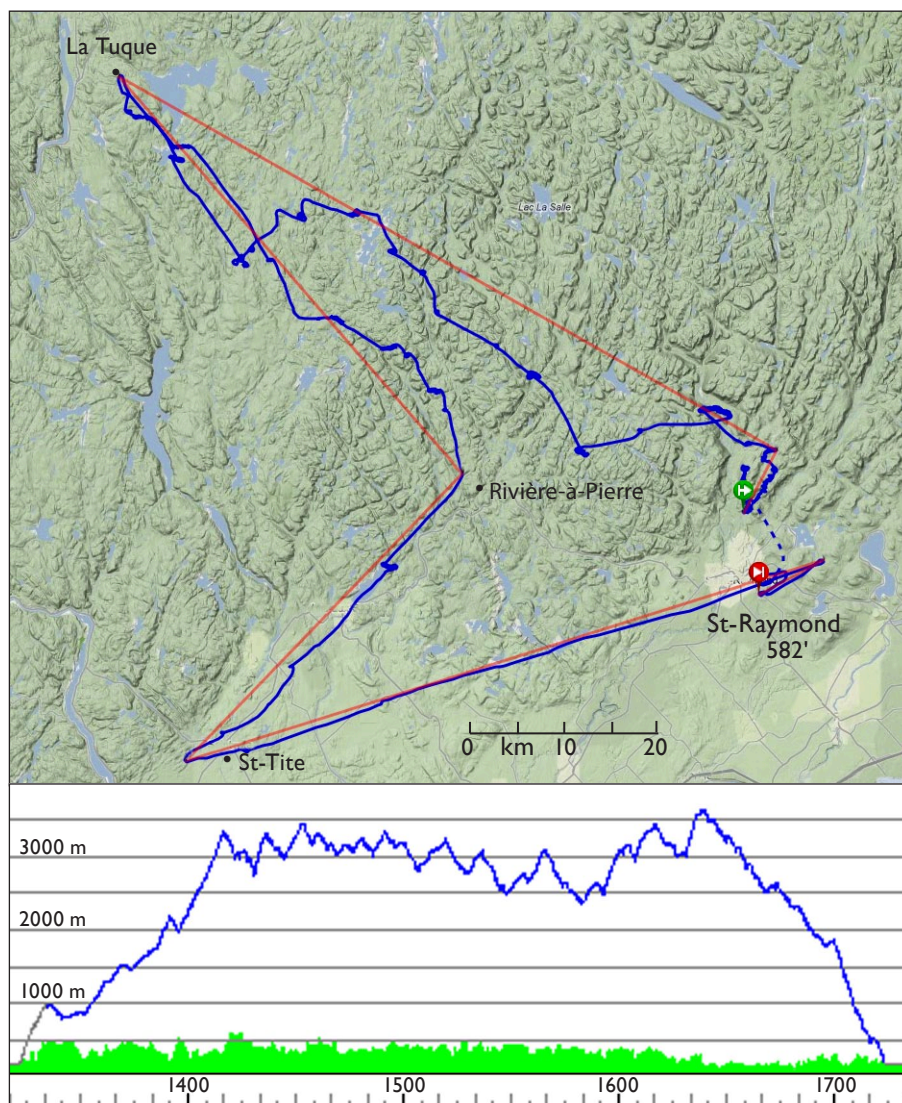 La Tuque
Lac La Salle
Rivière-à-Pierre
St-Raymond
582'
0 km 10 20
St-Tite
3000 m
2000 m
1000 m
1400 1500 1600 1700